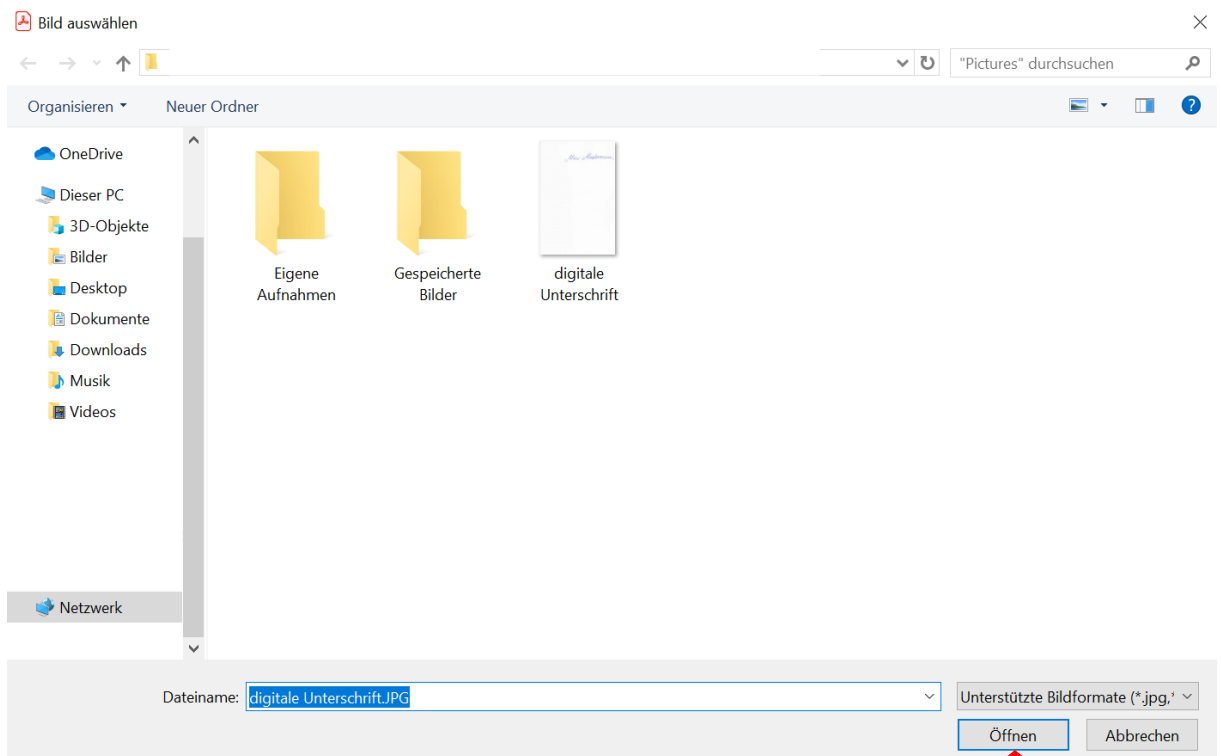 Bild auswählen
"Pictures" durchsuchen
Organisieren
Neuer Ordner
OneDrive
Dieser PC
3D-Objekte
Bilder
Desktop
Dokumente
Downloads
Musik
Videos
Netzwerk
Eigene
Aufnahmen
Gespeicherte
Bilder
digitale
Unterschrift
Dateiname: digitale Unterschrift.JPG
Unterstützte Bildformate (*.jpg,*
Öffnen
Abbrechen